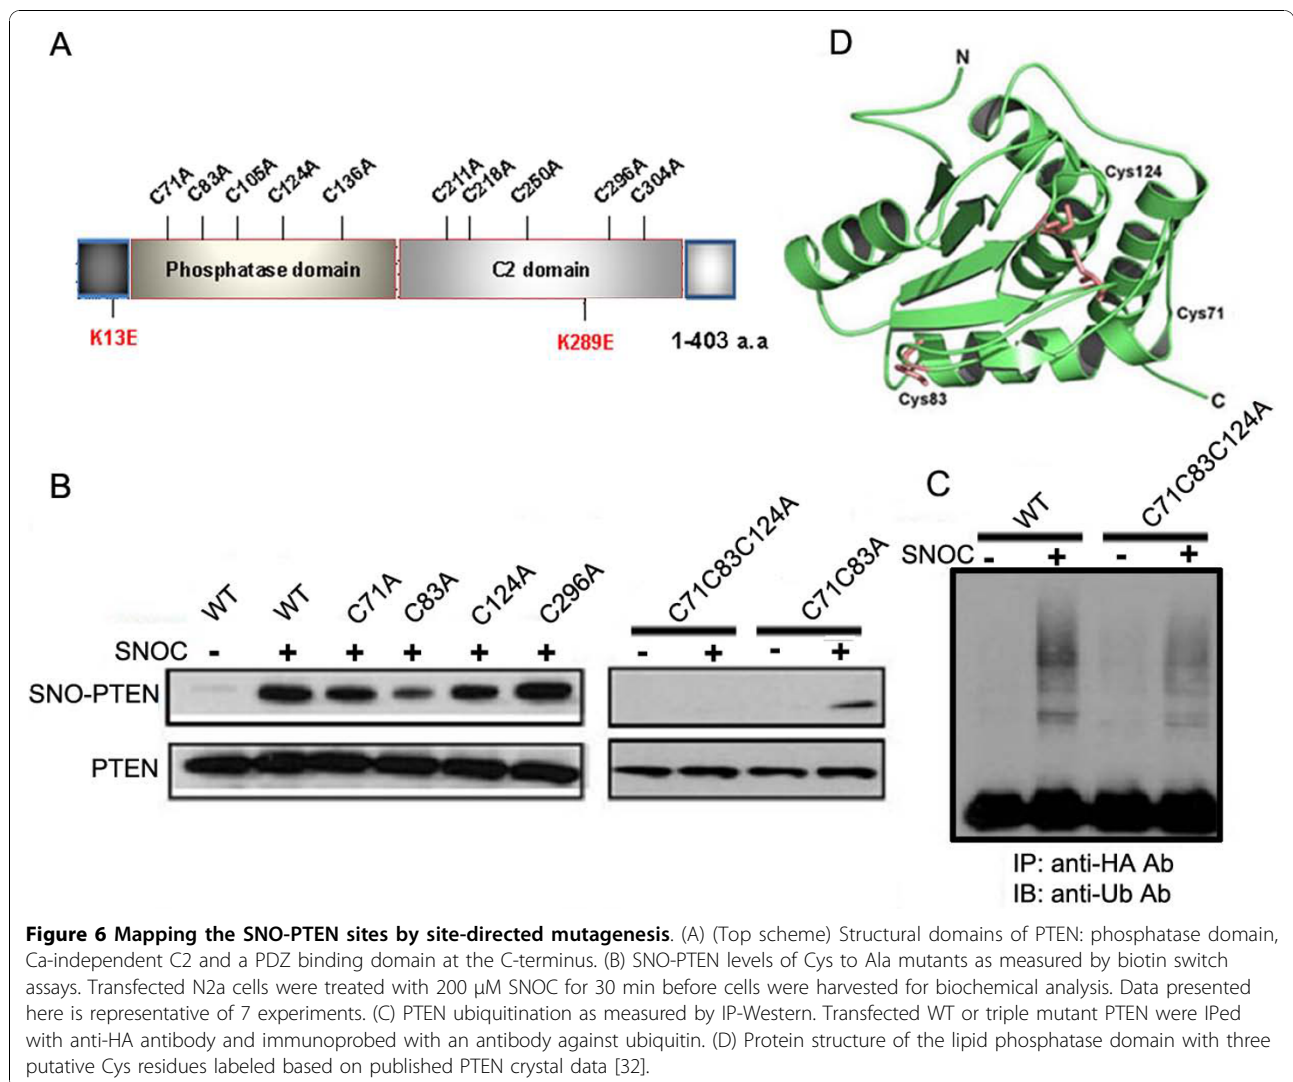 A
D
N
C71A
C83A
C105A
C124A
C136A
C211A
C218A
C250A
C296A
C304A
Cys124
Phosphatase domain
C2 domain
K13E
K289E
1-403 a.a
Cys71
Cys83
C
B
WT
WT
C71A
C83A
C124A
C296A
C71C83C124A
C71C83A
SNOC - + + + + + - + - +
SNO-PTEN
PTEN
C
WT
C71C83C124A
SNOC - + - +
IP: anti-HA Ab
IB: anti-Ub Ab
Figure 6 Mapping the SNO-PTEN sites by site-directed mutagenesis. (A) (Top scheme) Structural domains of PTEN: phosphatase domain,
Ca-independent C2 and a PDZ binding domain at the C-terminus. (B) SNO-PTEN levels of Cys to Ala mutants as measured by biotin switch
assays. Transfected N2a cells were treated with 200 μM SNOC for 30 min before cells were harvested for biochemical analysis. Data presented
here is representative of 7 experiments. (C) PTEN ubiquitination as measured by IP-Western. Transfected WT or triple mutant PTEN were IPed
with anti-HA antibody and immunoprobed with an antibody against ubiquitin. (D) Protein structure of the lipid phosphatase domain with three
putative Cys residues labeled based on published PTEN crystal data [32].